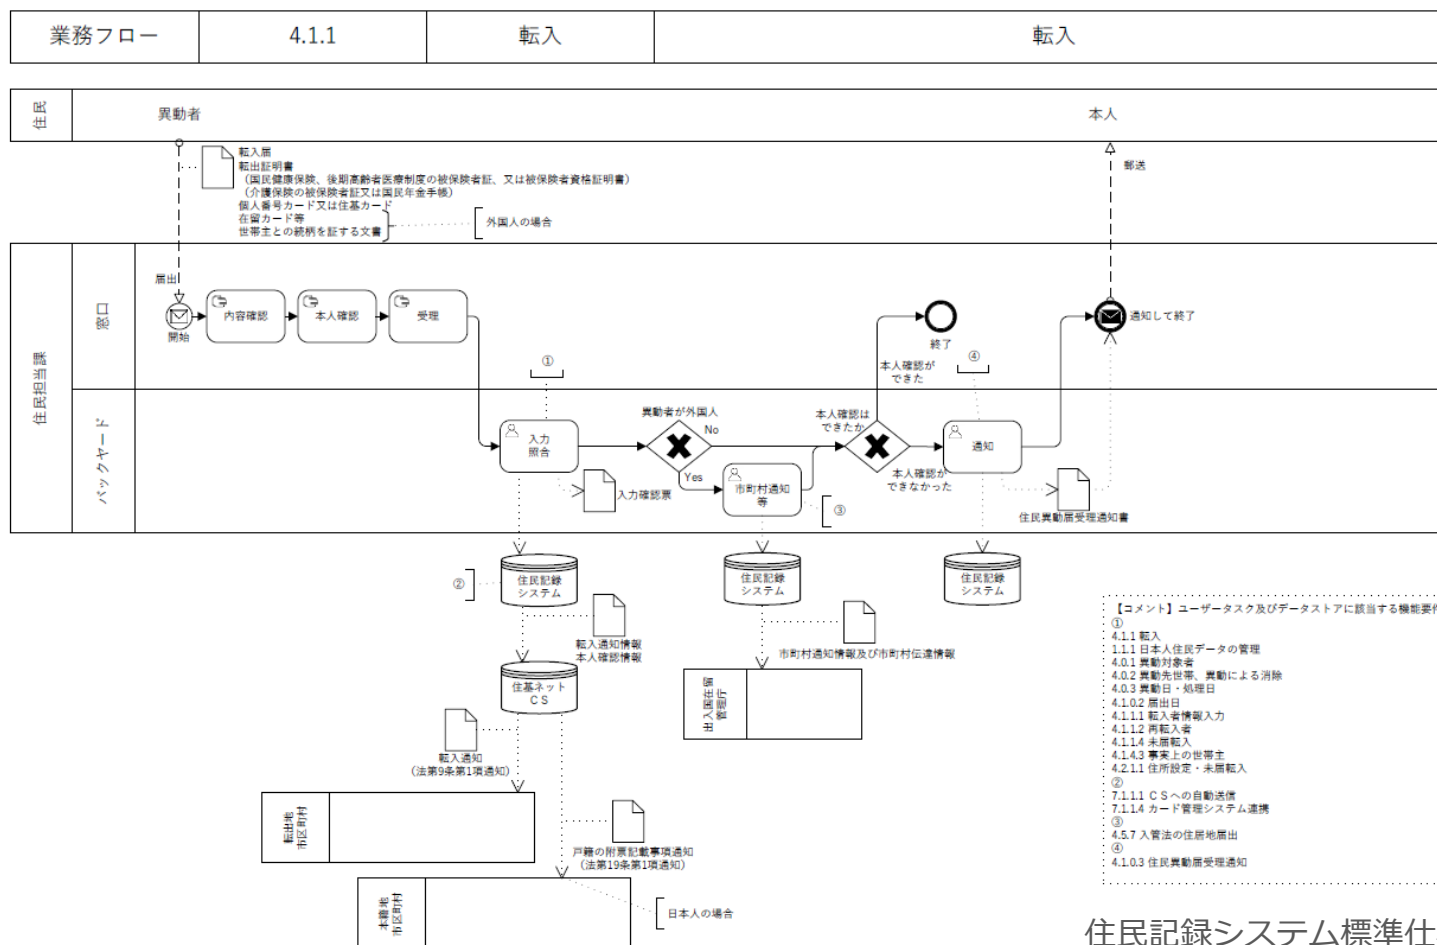 業務フロー 4.1.1 転入 転入
住民
異動者
本人
転入届
転出証明書
（国民健康保険、後期高齢者医療制度の被保険者証、又は被保険者資格証明書）
（介護保険の被保険者証又は国民年金手帳）
個人番号カード又は住基カード
在留カード等
世帯主との続柄を証する文書
外国人の場合
郵送
住民担当課
窓口
届出
開始
内容確認
本人確認
受理
①
終了
本人確認が
できた
④
通知して終了
バックヤード
入力
照合
入力確認票
異動者が外国人
No
Yes
市町村通知
等
③
本人確認は
できたか
本人確認が
できなかった
通知
住民異動届受理通知書
②
住民記録
システム
住民記録
システム
住民記録
システム
転入通知情報
本人確認情報
市町村通知情報及び市町村伝達情報
住基ネット
ＣＳ
出入国在留
管理庁
転入通知
（法第9条第1項通知）
転出地
市区町村
戸籍の附票記載事項通知
（法第19条第1項通知）
本籍地
市区町村
日本人の場合
【コメント】ユーザータスク及びデータストアに該当する機能要件
①
4.1.1 転入
1.1.1 日本人住民データの管理
4.0.1 異動対象者
4.0.2 異動先世帯、異動による消除
4.0.3 異動日・処理日
4.1.0.2 届出日
4.1.1.1 転入者情報入力
4.1.1.2 再転入者
4.1.1.4 未届転入
4.1.4.3 事実上の世帯主
4.2.1.1 住所設定・未届転入
②
7.1.1.1 ＣＳへの自動送信
7.1.1.4 カード管理システム連携
③
4.5.7 入管法の住居地届出
④
4.1.0.3 住民異動届受理通知
住民記録システム標準仕